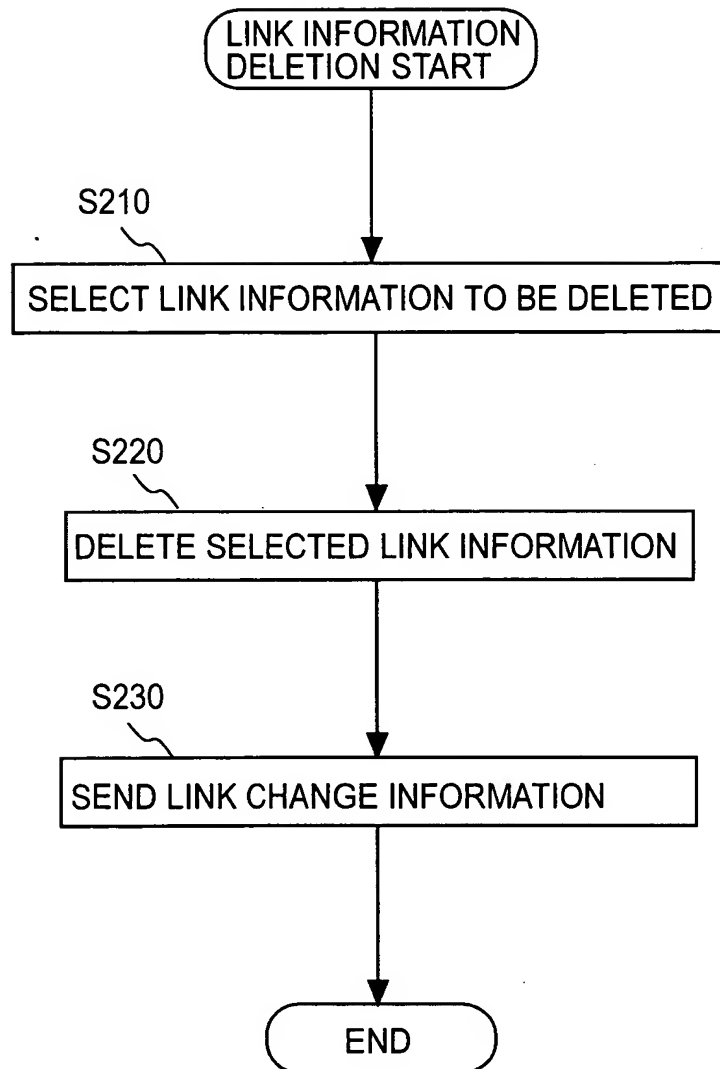 LINK INFORMATION
DELETION START
S210
SELECT LINK INFORMATION TO BE DELETED
S220
DELETE SELECTED LINK INFORMATION
S230
SEND LINK CHANGE INFORMATION
END